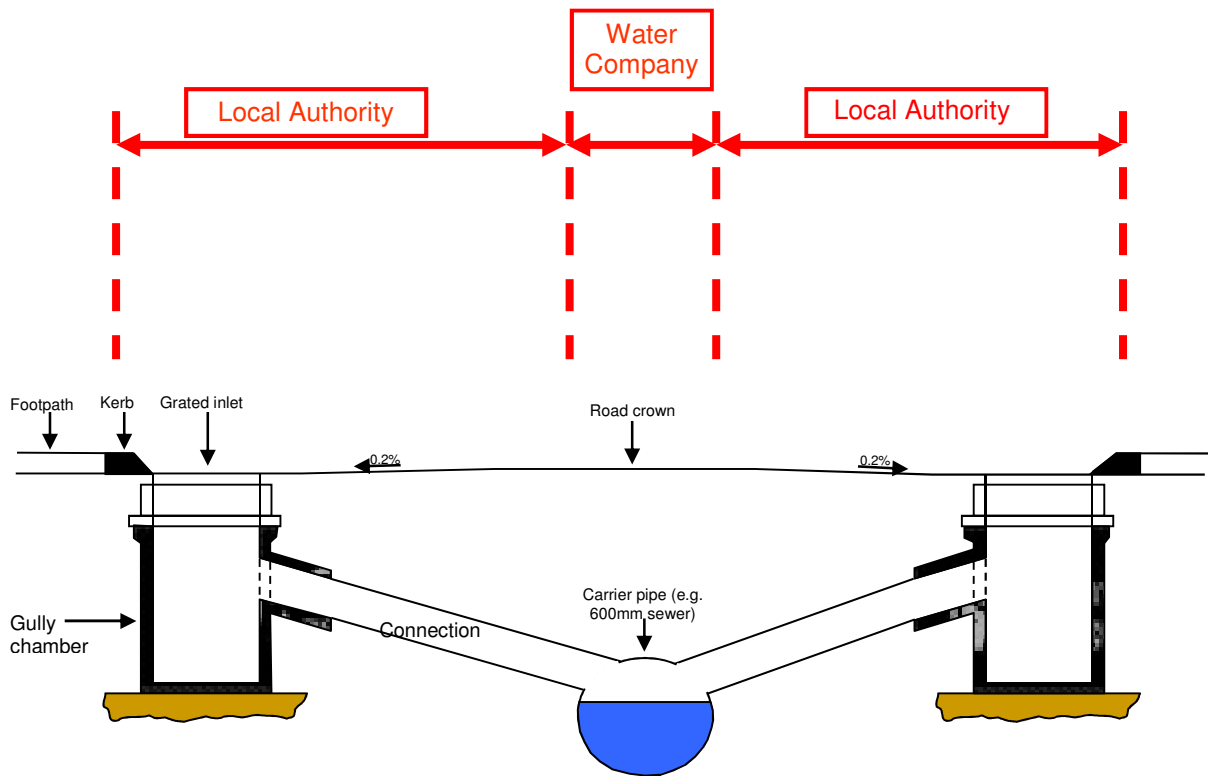 Water
Company
Local Authority
Local Authority
Footpath
Kerb
Grated inlet
Road crown
0.2%
0.2%
Carrier pipe (e.g.
600mm sewer)
Gully
chamber
Connection